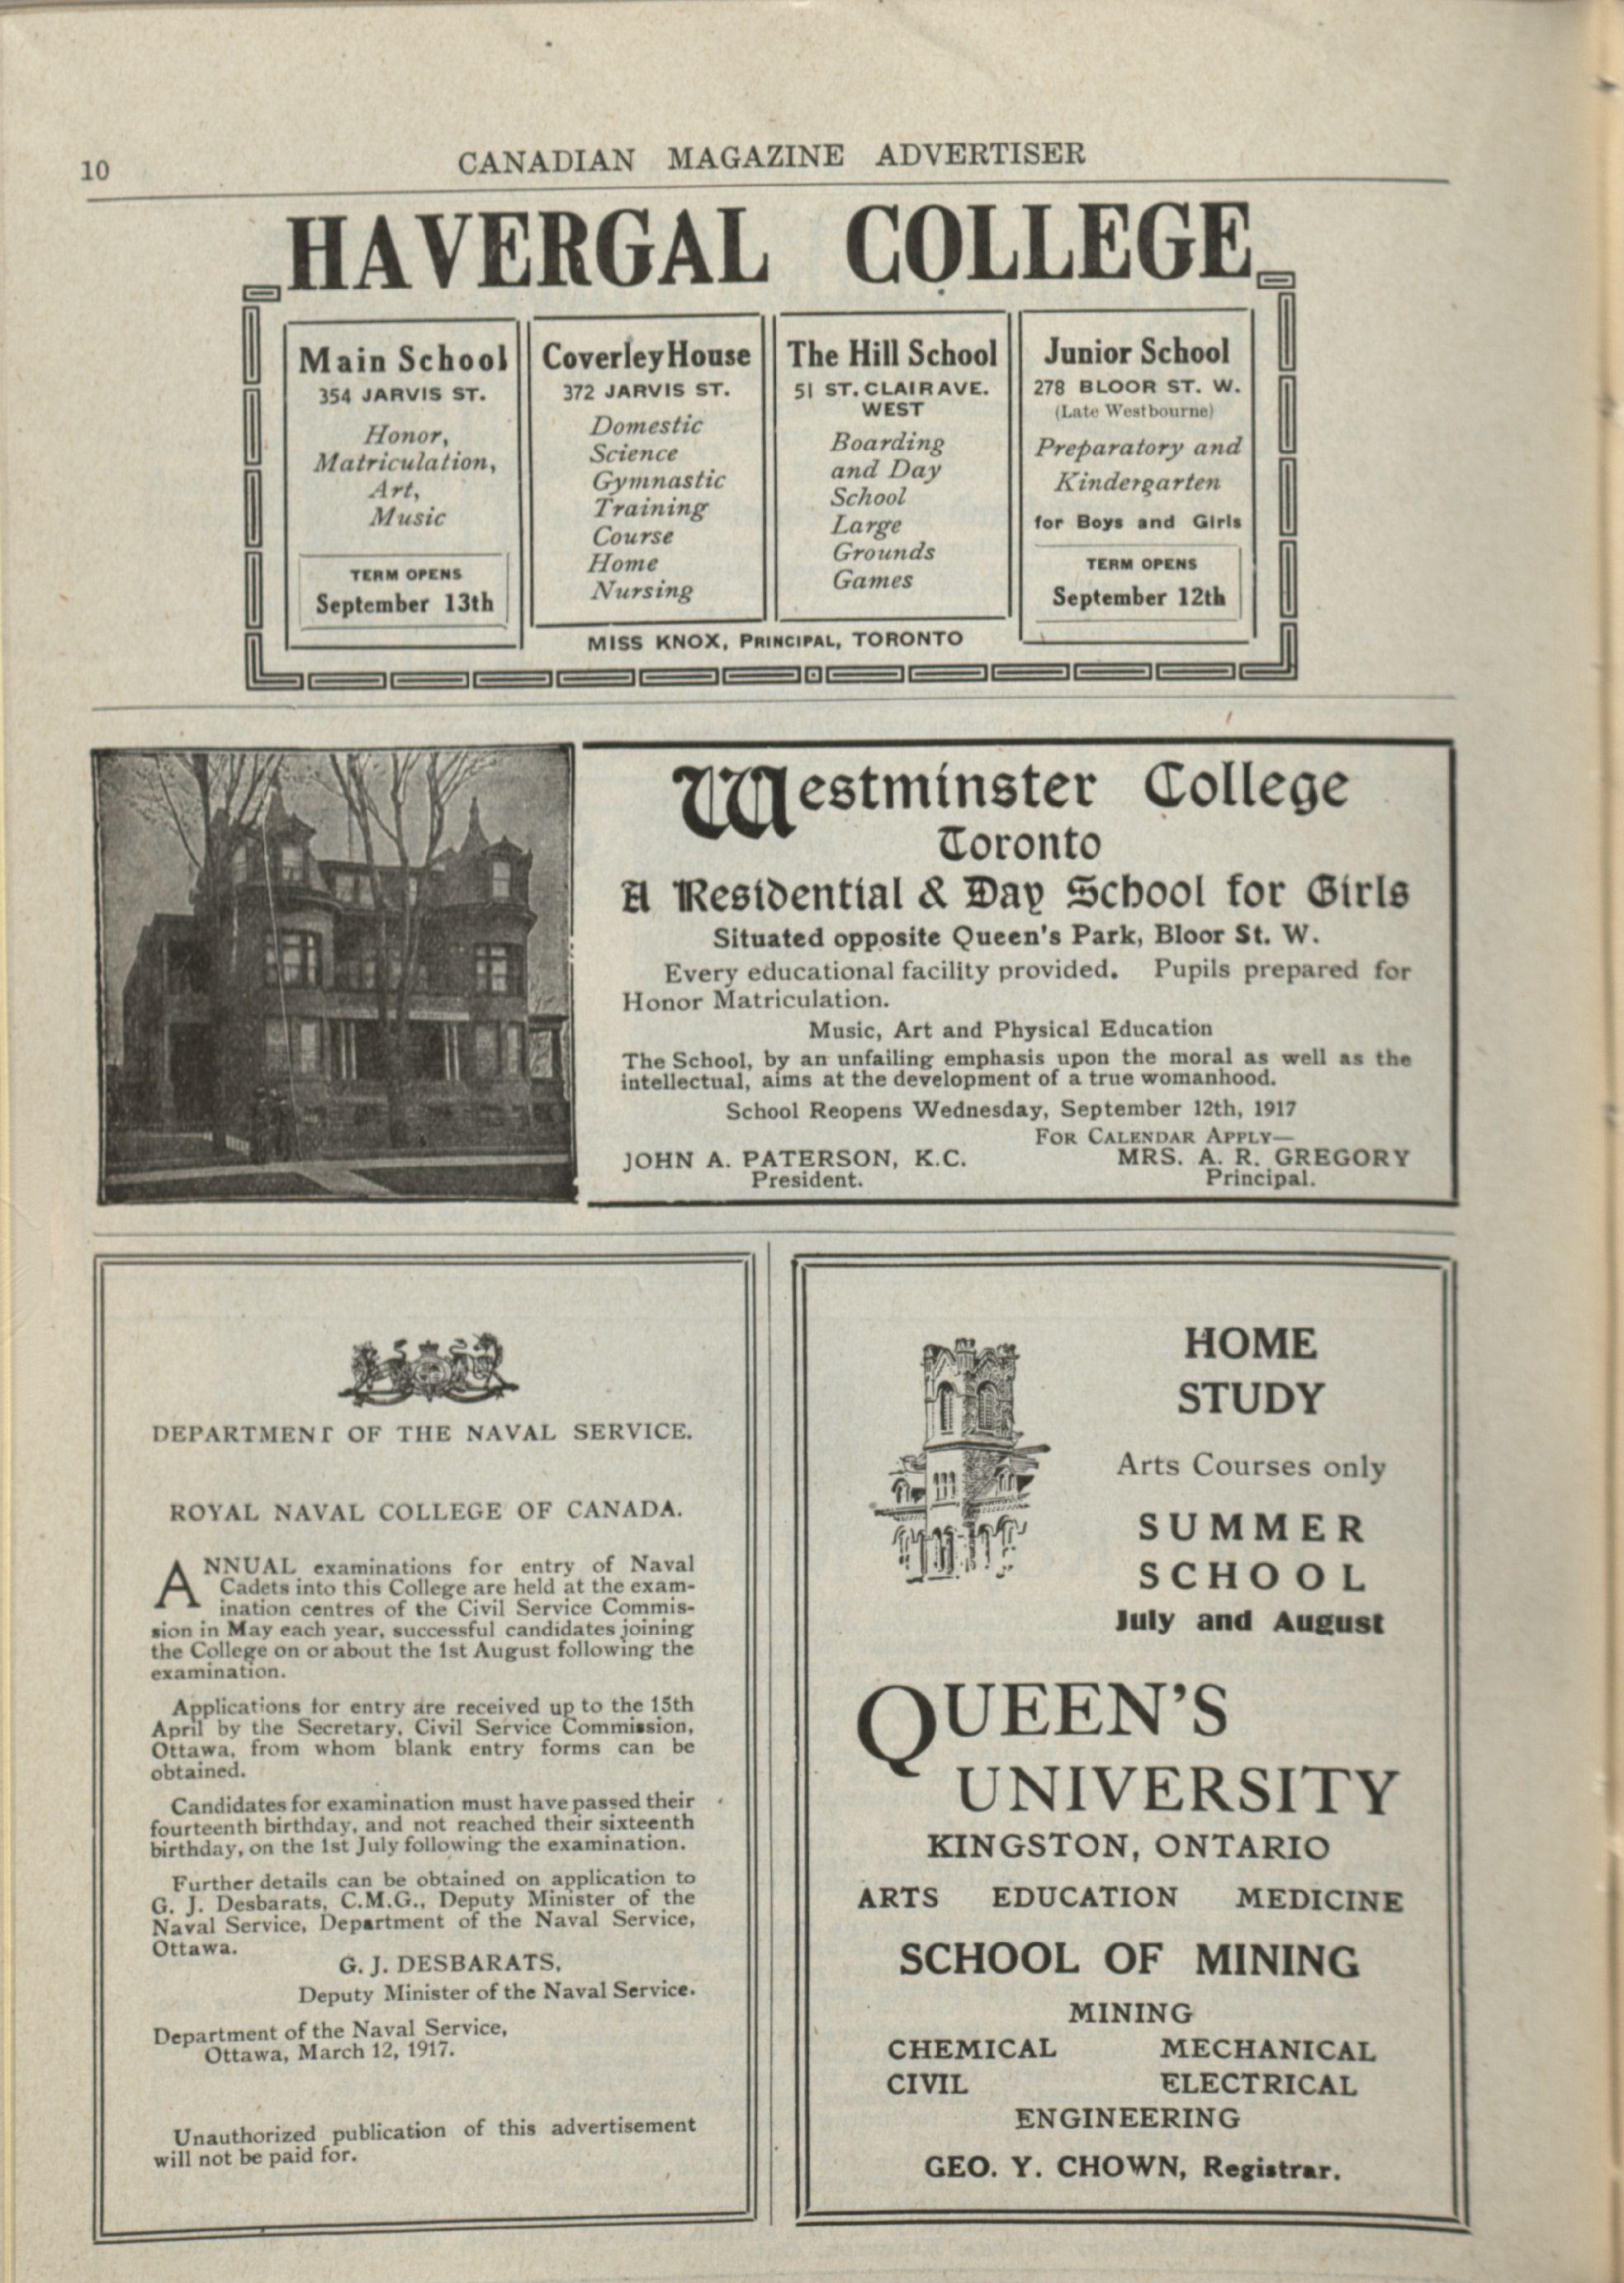 10
CANADIAN MAGAZINE ADVERTISER
HAVERGAL COLLEGE
Main School
354 JARVIS ST.
Honor,
Matriculation,
Art,
Music
TERM OPENS
September 13th
Coverley House
372 JARVIS ST.
Domestic
Science
Gymnastic
Training
Course
Home
Nursing
The Hill School
51 ST. CLAIR AVE.
WEST
Boarding
and Day
School
Large
Grounds
Games
Junior School
278 BLOOR ST. W.
(Late Westbourne)
Preparatory and
Kindergarten
for Boys and Girls
TERM OPENS
September 12th
MISS KNOX, PRINCIPAL, TORONTO
Westminster College
Toronto
A Residential & Day School for Girls
Situated opposite Queen's Park, Bloor St. W.
Every educational facility provided. Pupils prepared for
Honor Matriculation.
Music, Art and Physical Education
The School, by an unfailing emphasis upon the moral as well as the
intellectual, aims at the development of a true womanhood.
School Reopens Wednesday, September 12th, 1917
FOR CALENDAR APPLY—
JOHN A. PATERSON, K.C.
President.
MRS. A. R. GREGORY
Principal.
DEPARTMENT OF THE NAVAL SERVICE.
ROYAL NAVAL COLLEGE OF CANADA.
ANNUAL examinations for entry of Naval
Cadets into this College are held at the exam-
ination centres of the Civil Service Commis-
sion in May each year, successful candidates joining
the College on or about the 1st August following the
examination.
Applications for entry are received up to the 15th
April by the Secretary, Civil Service Commission,
Ottawa, from whom blank entry forms can be
obtained.
Candidates for examination must have passed their
fourteenth birthday, and not reached their sixteenth
birthday, on the 1st July following the examination.
Further details can be obtained on application to
G. J. Desbarats, C.M.G., Deputy Minister of the
Naval Service, Department of the Naval Service,
Ottawa.
G. J. DESBARATS,
Deputy Minister of the Naval Service.
Department of the Naval Service,
Ottawa, March 12, 1917.
Unauthorized publication of this advertisement
will not be paid for.
HOME
STUDY
Arts Courses only
SUMMER
SCHOOL
July and August
QUEEN'S
UNIVERSITY
KINGSTON, ONTARIO
ARTS EDUCATION MEDICINE
SCHOOL OF MINING
MINING
CHEMICAL MECHANICAL
CIVIL ELECTRICAL
ENGINEERING
GEO. Y. CHOWN, Registrar.